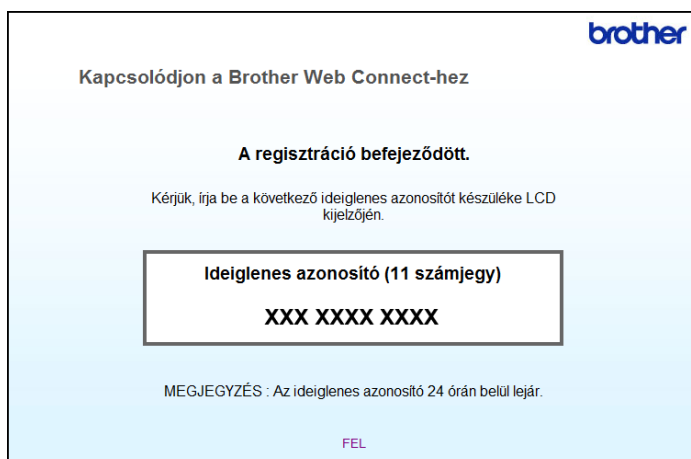 brother
Kapcsolódjon a Brother Web Connect-hez
A regisztráció befejeződött.
Kérjük, írja be a következő ideiglenes azonosítót készüléke LCD
kijelzőjén.
Ideiglenes azonosító (11 számjegy)
XXX XXXX XXXX
MEGJEGYZÉS : Az ideiglenes azonosító 24 órán belül lejár.
FEL